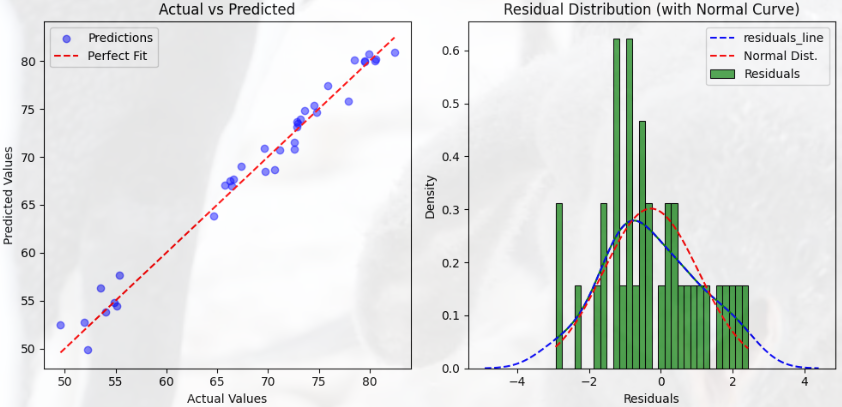 Actual vs Predicted
Predictions
Perfect Fit
80
75
70
65
60
55
50
Predicted Values
50 55 60 65 70 75 80
Actual Values
Residual Distribution (with Normal Curve)
residuals_line
Normal Dist.
Residuals
0.6
0.5
0.4
0.3
0.2
0.1
0.0
Density
−4 −2 0 2 4
Residuals